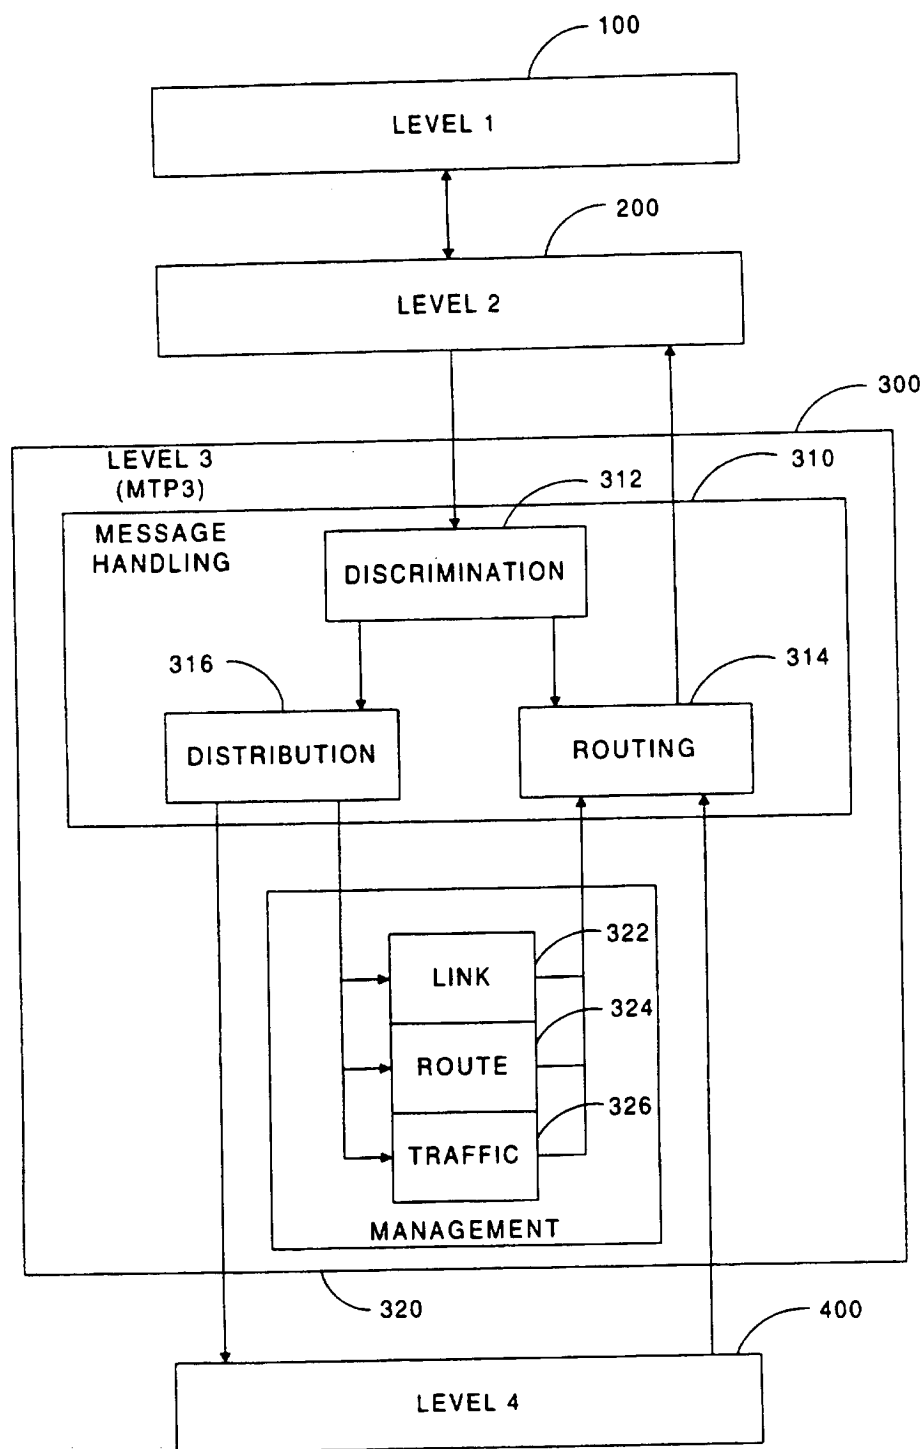 100
LEVEL 1
200
LEVEL 2
300
LEVEL 3
(MTP3)
310
312
MESSAGE
HANDLING
DISCRIMINATION
316
314
DISTRIBUTION
ROUTING
322
LINK
324
ROUTE
326
TRAFFIC
MANAGEMENT
320
400
LEVEL 4